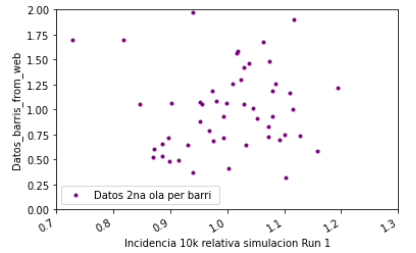 2.00
1.75
1.50
1.25
1.00
0.75
0.50
0.25
0.00
Datos_barris_from_web
Datos 2na ola per barri
0.7 0.8 0.9 1.0 1.1 1.2 1.3
Incidencia 10k relativa simulacion Run 1